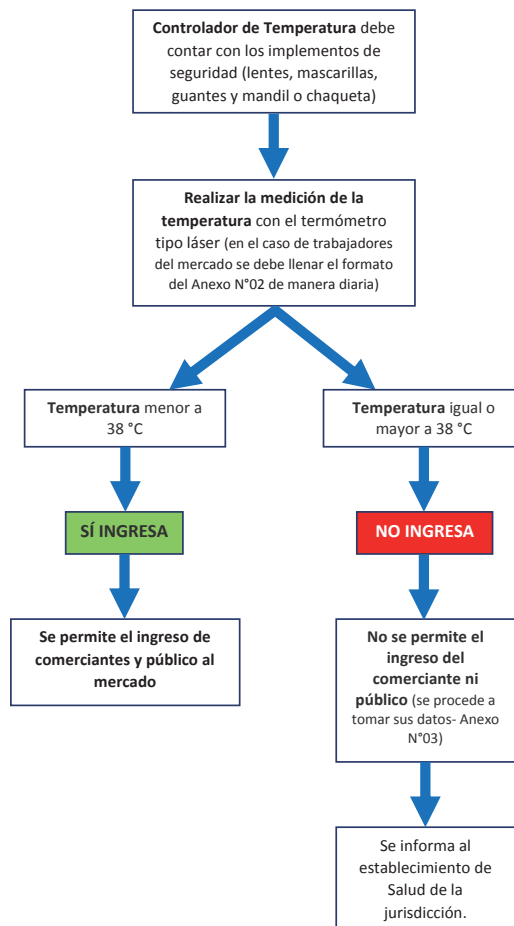 Controlador de Temperatura debe
contar con los implementos de
seguridad (lentes, mascarillas,
guantes y mandil o chaqueta)
Realizar la medición de la
temperatura con el termómetro
tipo láser (en el caso de trabajadores
del mercado se debe llenar el formato
del Anexo N°02 de manera diaria)
Temperatura menor a
38 °C
Temperatura igual o
mayor a 38 °C
SÍ INGRESA
NO INGRESA
Se permite el ingreso de
comerciantes y público al
mercado
No se permite el
ingreso del
comerciante ni
público (se procede a
tomar sus datos- Anexo
N°03)
Se informa al
establecimiento de
Salud de la
jurisdicción.